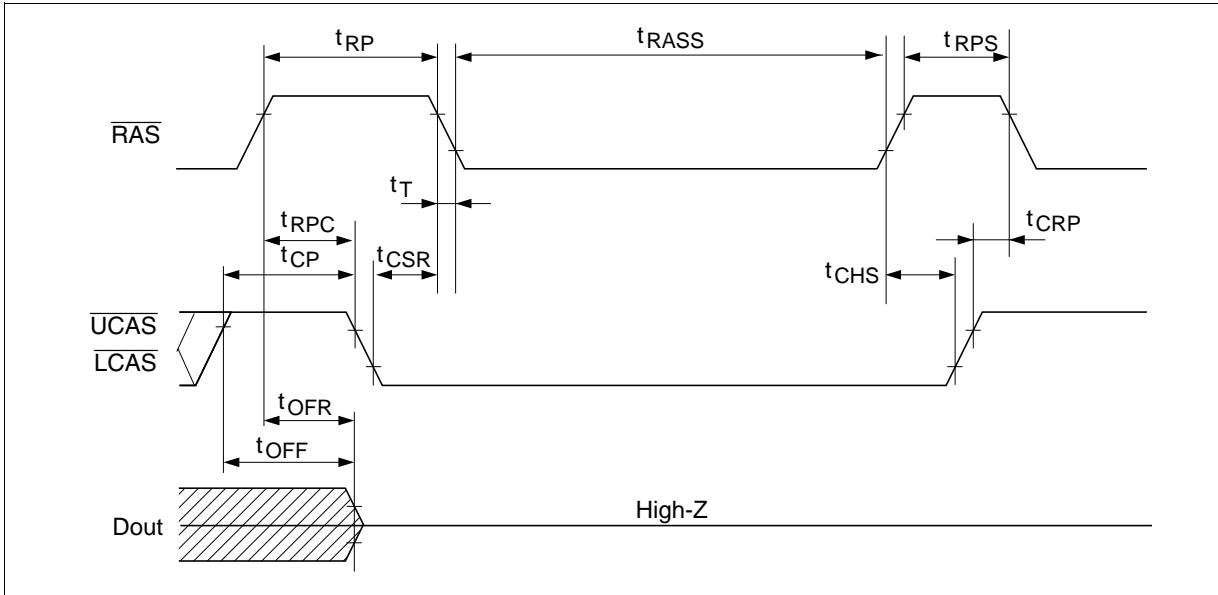 tRP
tRASS
tRPS
RAS
tT
tRPC
tCRP
tCP
tCSR
tCHS
UCAS
LCAS
tOFR
tOFF
High-Z
Dout